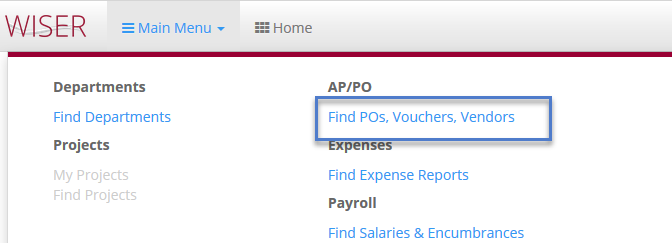 WISER Main Menu Home
Departments
Find Departments
Projects
My Projects
Find Projects
AP/PO
Find POs, Vouchers, Vendors
Expenses
Find Expense Reports
Payroll
Find Salaries & Encumbrances